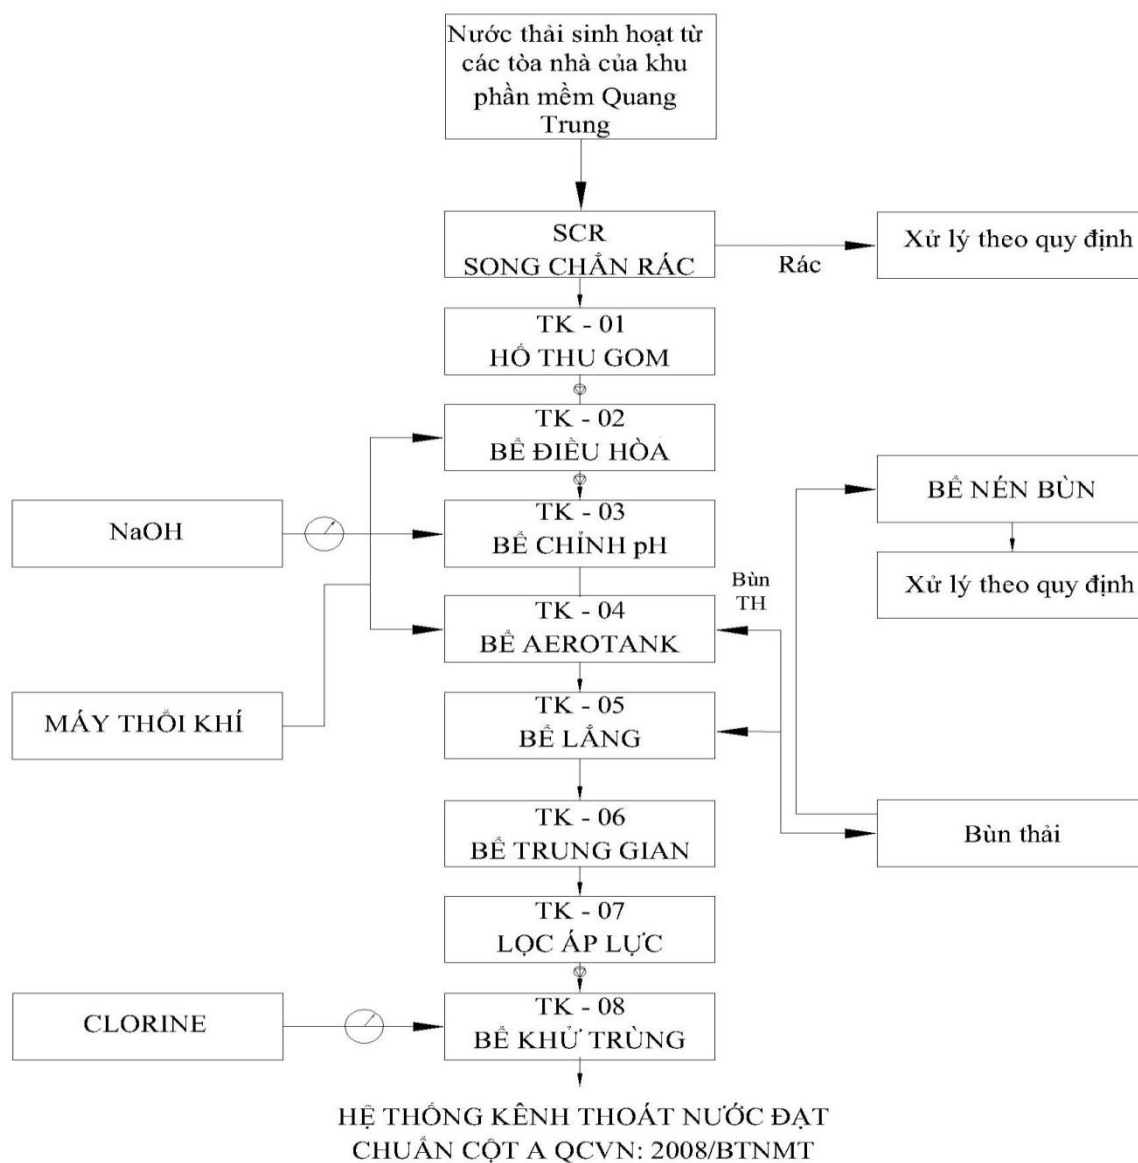 Nước thải sinh hoạt từ
các tòa nhà của khu
phần mềm Quang
Trung
SCR
SONG CHẮN RÁC
Rác
Xử lý theo quy định
TK - 01
HỐ THU GOM
TK - 02
BỂ ĐIỀU HÒA
BỂ NÉN BÙN
NaOH
TK - 03
BỂ CHỈNH pH
Xử lý theo quy định
Bùn
TH
TK - 04
BỂ AEROTANK
MÁY THỔI KHÍ
TK - 05
BỂ LẮNG
TK - 06
BỂ TRUNG GIAN
Bùn thải
TK - 07
LỌC ÁP LỰC
CLORINE
TK - 08
BỂ KHỬ TRÙNG
HỆ THỐNG KÊNH THOÁT NƯỚC ĐẠT
CHUẨN CỘT A QCVN: 2008/BTNMT